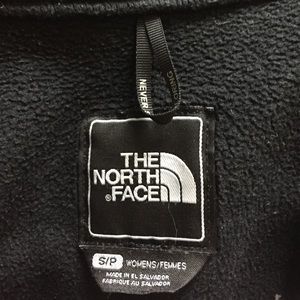 NEVER
THE
NORTH
FACE
®
S/P
WOMENS/FEMMES
MADE IN EL SALVADOR
FABRIQUE AU SALVADOR